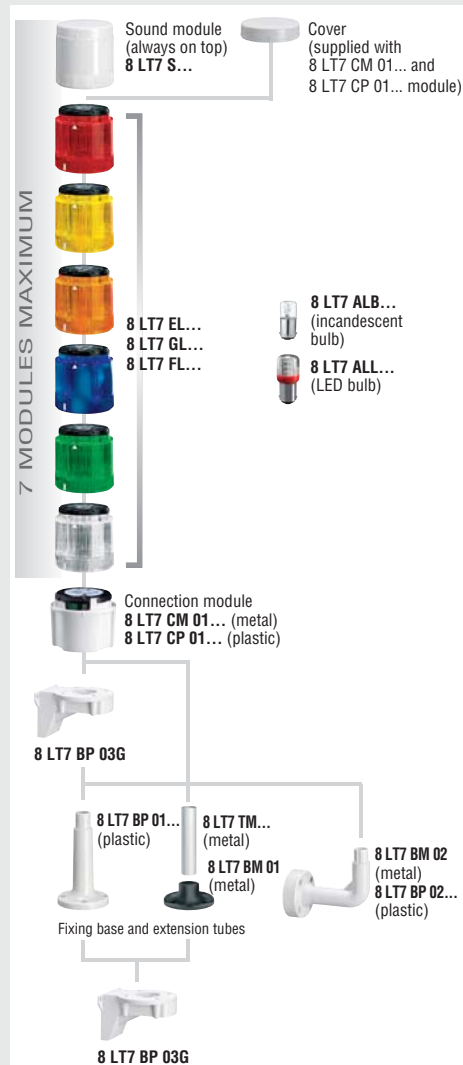 Sound module
(always on top)
8 LT7 S...
Cover
(supplied with
8 LT7 CM 01... and
8 LT7 CP 01... module)
7 MODULES MAXIMUM
8 LT7 EL...
8 LT7 GL...
8 LT7 FL...
8 LT7 ALB...
(incandescent
bulb)
8 LT7 ALL...
(LED bulb)
Connection module
8 LT7 CM 01... (metal)
8 LT7 CP 01... (plastic)
8 LT7 BP 03G
8 LT7 BP 01...
(plastic)
8 LT7 TM...
(metal)
8 LT7 BM 01
(metal)
8 LT7 BM 02
(metal)
8 LT7 BP 02...
(plastic)
Fixing base and extension tubes
8 LT7 BP 03G